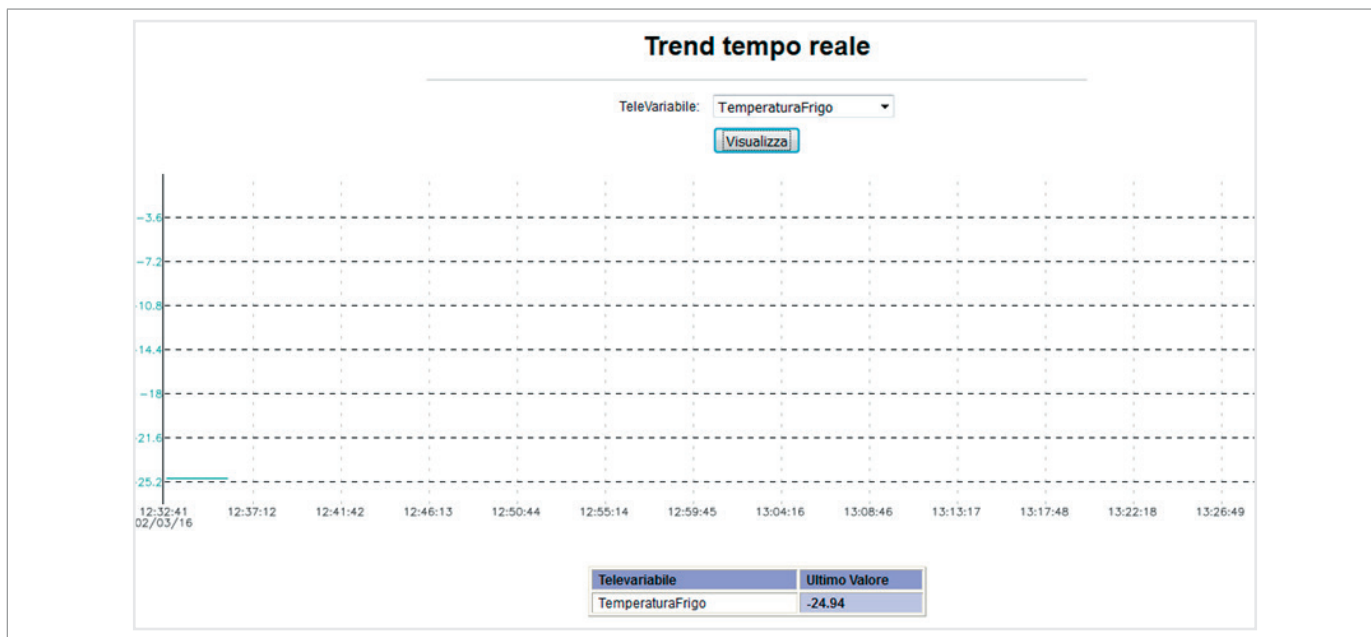 Trend tempo reale
TeleVariabile: TemperaturaFrigo
Visualizza
-3.6
-7.2
10.8
14.4
-18
21.6
25.2
12:32:41 12:37:12 12:41:42 12:46:13 12:50:44 12:55:14 12:59:45 13:04:16 13:08:46 13:13:17 13:17:48 13:22:18 13:26:49
02/03/16
Televariabile Ultimo Valore
TemperaturaFrigo -24.94